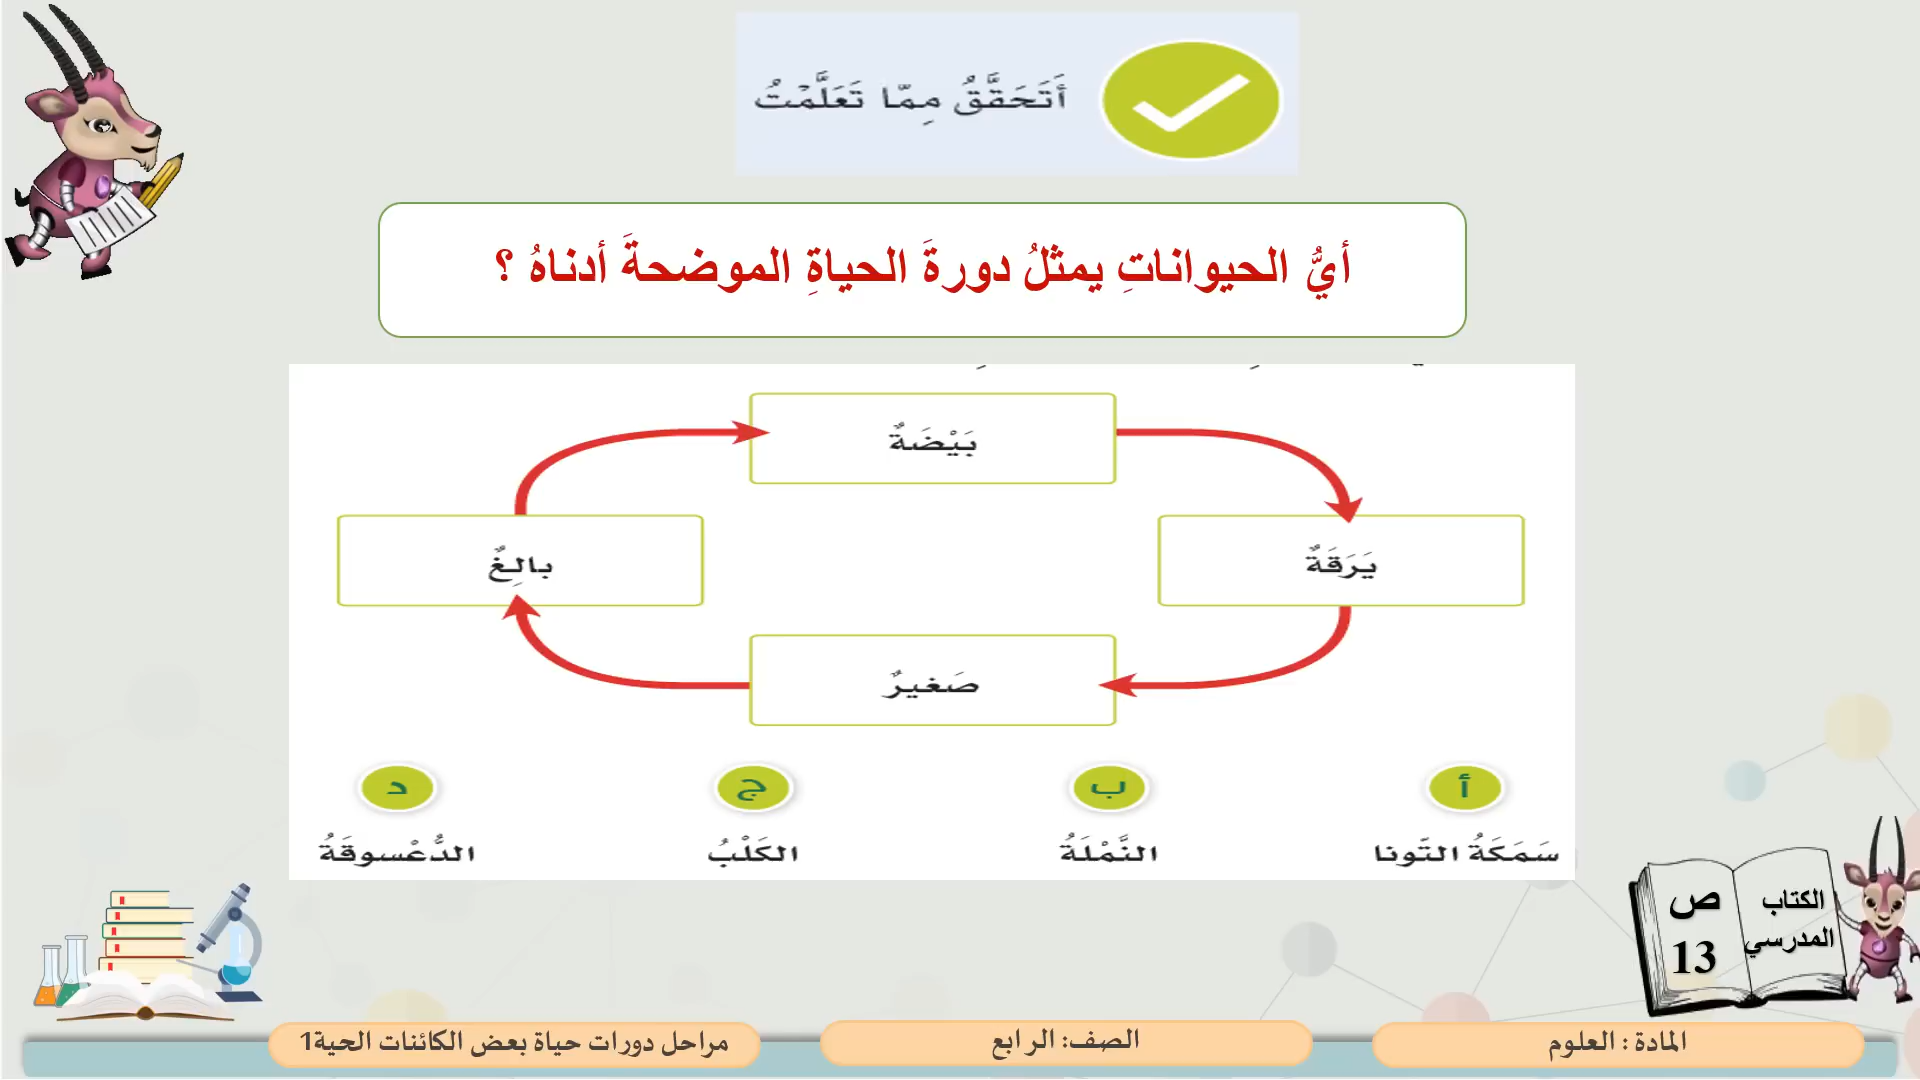 أَتَحَقَّقُ مِمّا تَعَلَّمْتُ
أيُّ الحيواناتِ يمثلُ دورةَ الحياةِ الموضحةَ أدناهُ ؟
بَيْضَةٌ
يَرَقَةٌ
بالِغٌ
صَغيرٌ
أ
ب
ج
د
سَمَكَةُ التّونا
النَّمْلَةُ
الكَلْبُ
الدُّعْسوقَةُ
الكتاب المدرسي
ص 13
المادة : العلوم
الصف: الرابع
مراحل دورات حياة بعض الكائنات الحية1